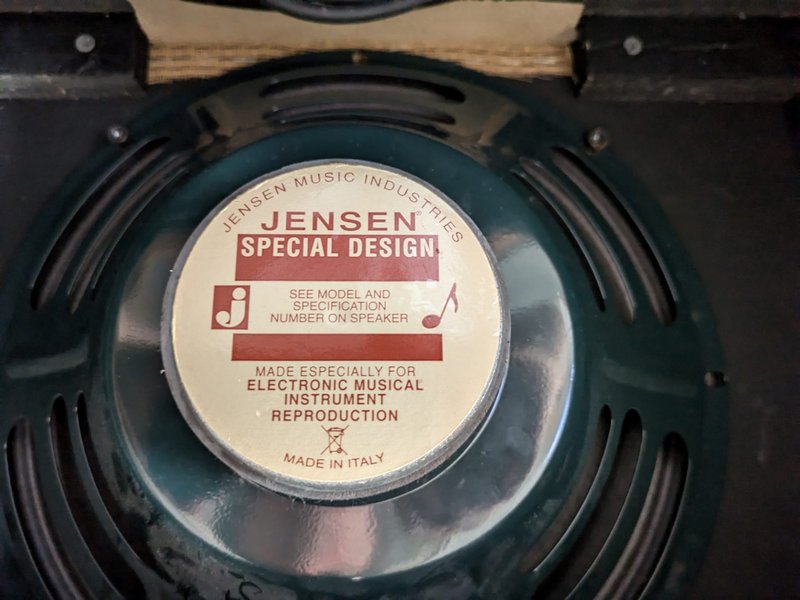 JENSEN MUSIC INDUSTRIES
JENSEN®
SPECIAL DESIGN
j
SEE MODEL AND
SPECIFICATION
NUMBER ON SPEAKER
MADE ESPECIALLY FOR
ELECTRONIC MUSICAL
INSTRUMENT
REPRODUCTION
MADE IN ITALY